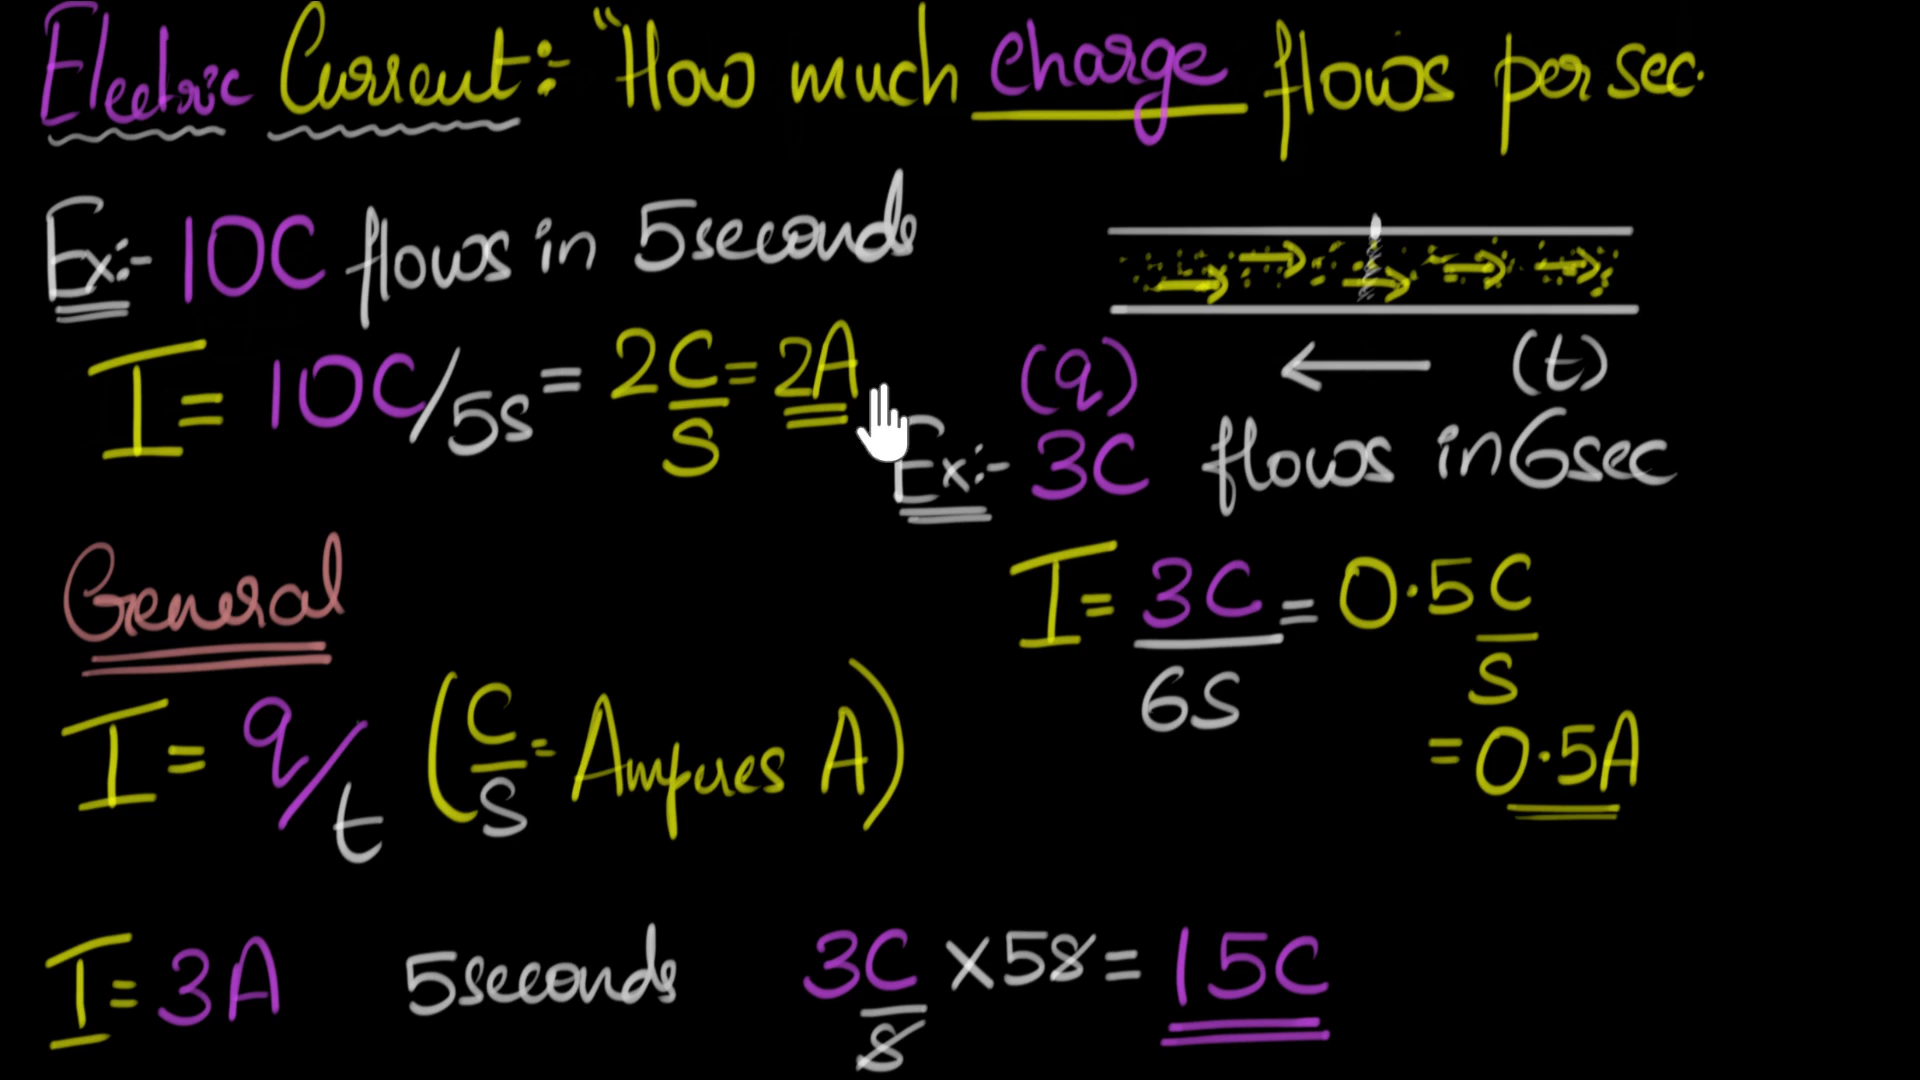 Electric Current:- "How much charge flows per sec.
Ex:- 10C flows in 5seconds
I = 10C/5s = 2C/s = 2A
(q) (t)
Ex:- 3C flows in 6sec
I = 3C/6s = 0.5C/s
= 0.5A
General
I = q/t (C/s = Amperes A)
I = 3A 5seconds 3C/s × 5s = 15C